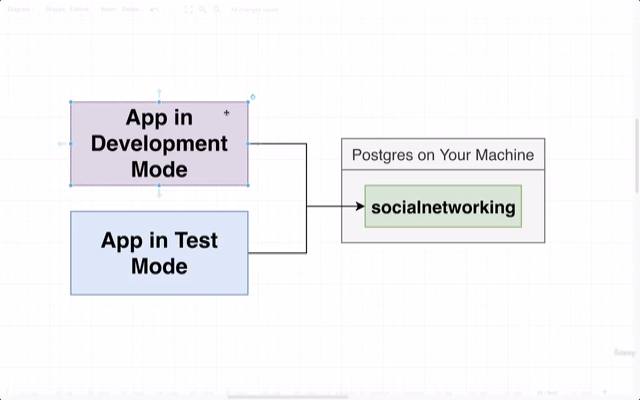 App in
Development
Mode
Postgres on Your Machine
socialnetworking
App in Test
Mode